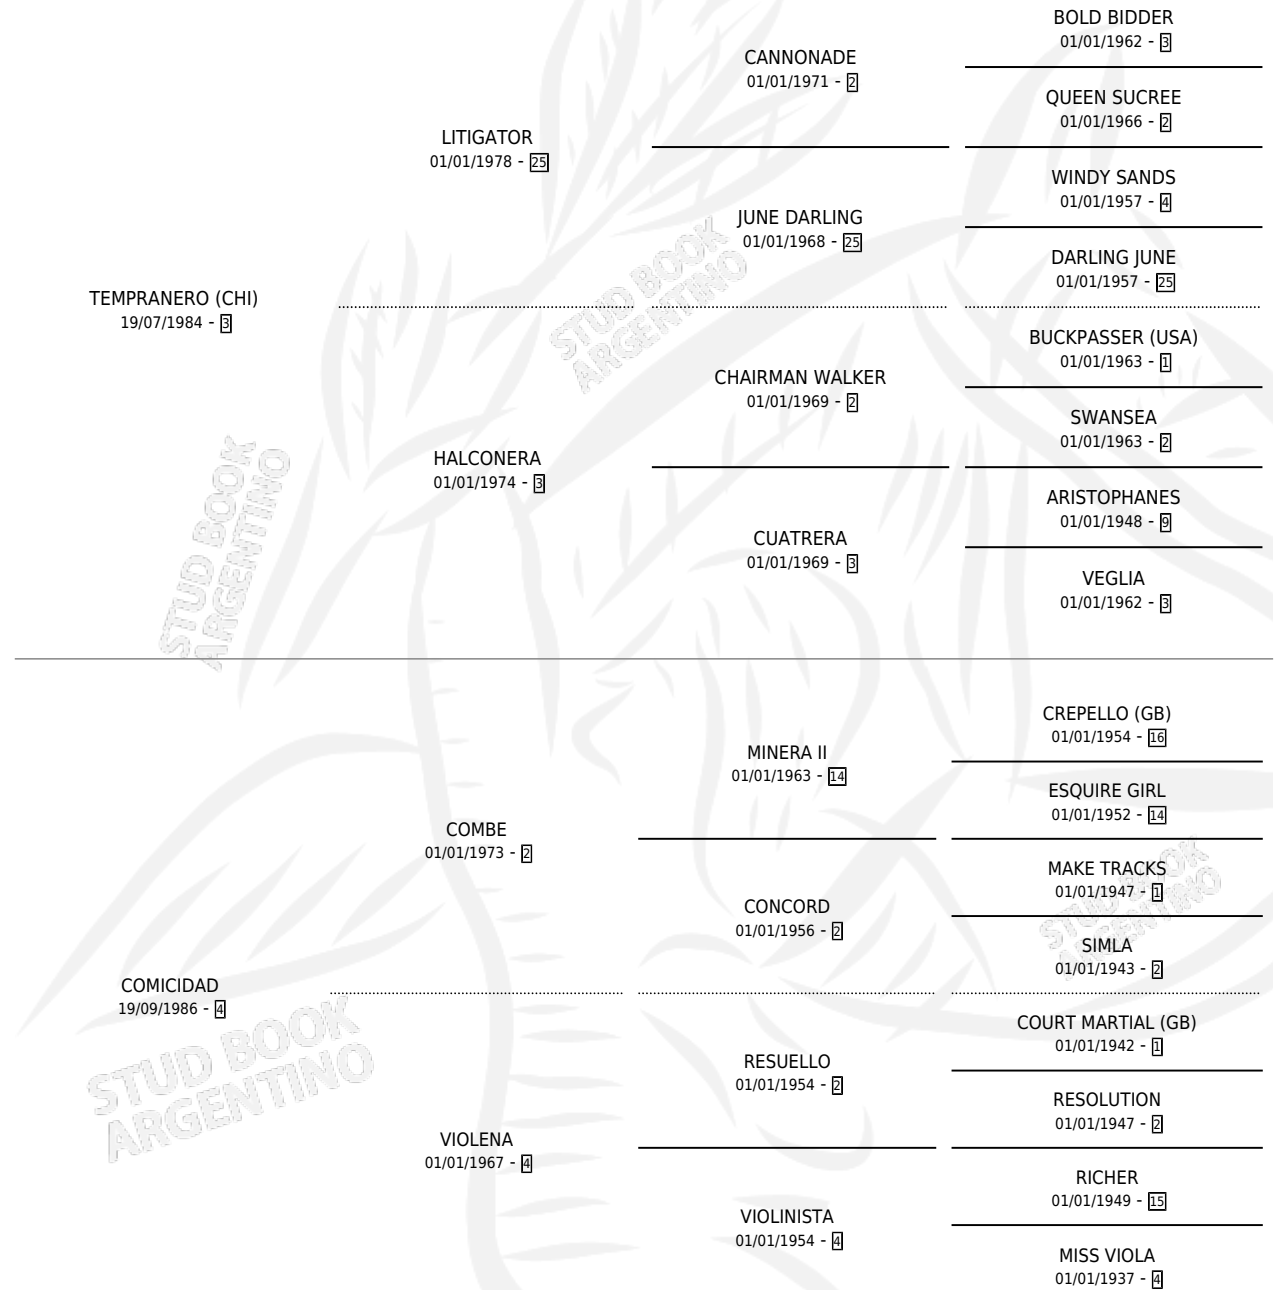 BOLD BIDDER
01/01/1962 - 3
CANNONADE
01/01/1971 - 2
QUEEN SUCREE
01/01/1966 - 2
LITIGATOR
01/01/1978 - 25
WINDY SANDS
01/01/1957 - 4
JUNE DARLING
01/01/1968 - 25
DARLING JUNE
01/01/1957 - 25
TEMPRANERO (CHI)
19/07/1984 - 3
BUCKPASSER (USA)
01/01/1963 - 1
CHAIRMAN WALKER
01/01/1969 - 2
SWANSEA
01/01/1963 - 2
HALCONERA
01/01/1974 - 3
ARISTOPHANES
01/01/1948 - 9
CUATRERA
01/01/1969 - 3
VEGLIA
01/01/1962 - 3
CREPELLO (GB)
01/01/1954 - 16
MINERA II
01/01/1963 - 14
ESQUIRE GIRL
01/01/1952 - 14
COMBE
01/01/1973 - 2
MAKE TRACKS
01/01/1947 - 1
CONCORD
01/01/1956 - 2
SIMLA
01/01/1943 - 2
COMICIDAD
19/09/1986 - 4
COURT MARTIAL (GB)
01/01/1942 - 1
RESUELLO
01/01/1954 - 2
RESOLUTION
01/01/1947 - 2
VIOLENA
01/01/1967 - 4
RICHER
01/01/1949 - 15
VIOLINISTA
01/01/1954 - 4
MISS VIOLA
01/01/1937 - 4
STUD BOOK
ARGENTINO
STUD BOOK
ARGENTINO
STUD BOOK
ARGENTINO
STUD BOOK
ARGENTINO